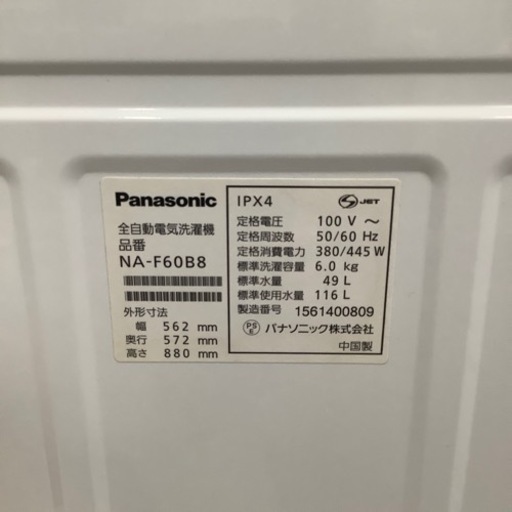 Panasonic
全自動電気洗濯機
品番
NA-F60B8
外形寸法
幅 562 mm
奥行 572 mm
高さ 880 mm
IPX4
S JET
定格電圧 100 V ～
定格周波数 50/60 Hz
定格消費電力 380/445 W
標準洗濯容量 6.0 kg
標準水量 49 L
標準使用水量 116 L
製造番号 1561400809
PS E パナソニック株式会社
中国製